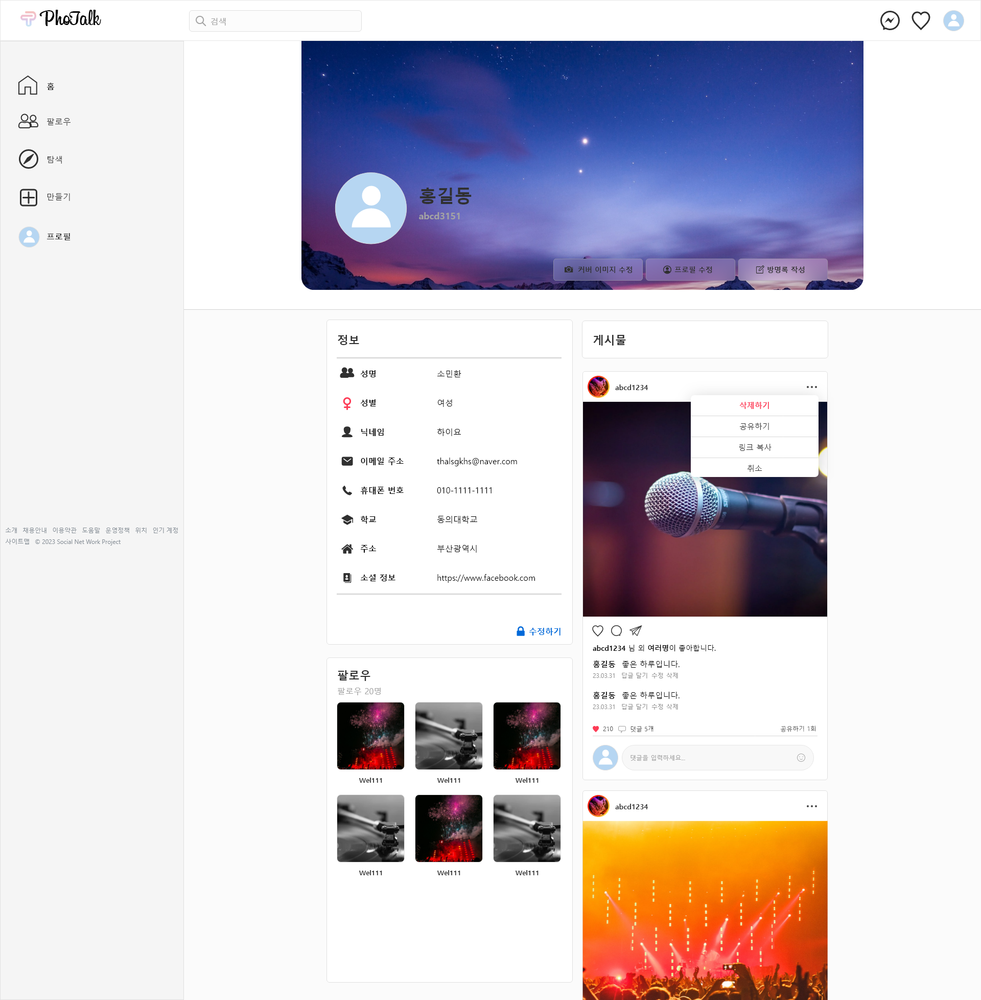 PhoTalk
검색
홈
팔로우
탐색
만들기
프로필
소개 채용안내 이용약관 도움말 운영정책 위치 인기 계정
사이트맵 © 2023 Social Net Work Project
홍길동
abcd3151
커버 이미지 수정
프로필 수정
방명록 작성
정보
성명 소민환
성별 여성
닉네임 하이요
이메일 주소 thalsgkhs@naver.com
휴대폰 번호 010-1111-1111
학교 동의대학교
주소 부산광역시
소셜 정보 https://www.facebook.com
수정하기
팔로우
팔로우 20명
Wel111 Wel111 Wel111
Wel111 Wel111 Wel111
게시물
abcd1234
삭제하기
공유하기
링크 복사
취소
abcd1234 님 외 여러명이 좋아합니다.
홍길동 좋은 하루입니다.
23.03.31 답글 달기 수정 삭제
홍길동 좋은 하루입니다.
23.03.31 답글 달기 수정 삭제
210 댓글 5개 공유하기 1회
댓글을 입력하세요...
abcd1234